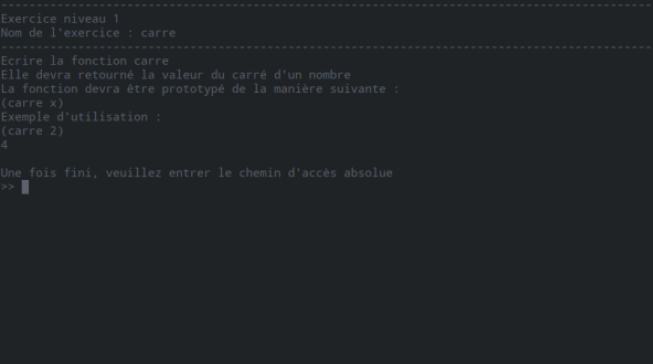 --------------------------------------------------------------------------------------------
Exercice niveau 1
Nom de l'exercice : carre
--------------------------------------------------------------------------------------------
Ecrire la fonction carre
Elle devra retourné la valeur du carré d'un nombre
La fonction devra être prototypé de la manière suivante :
(carre x)
Exemple d'utilisation :
(carre 2)
4
Une fois fini, veuillez entrer le chemin d'accès absolue
>>